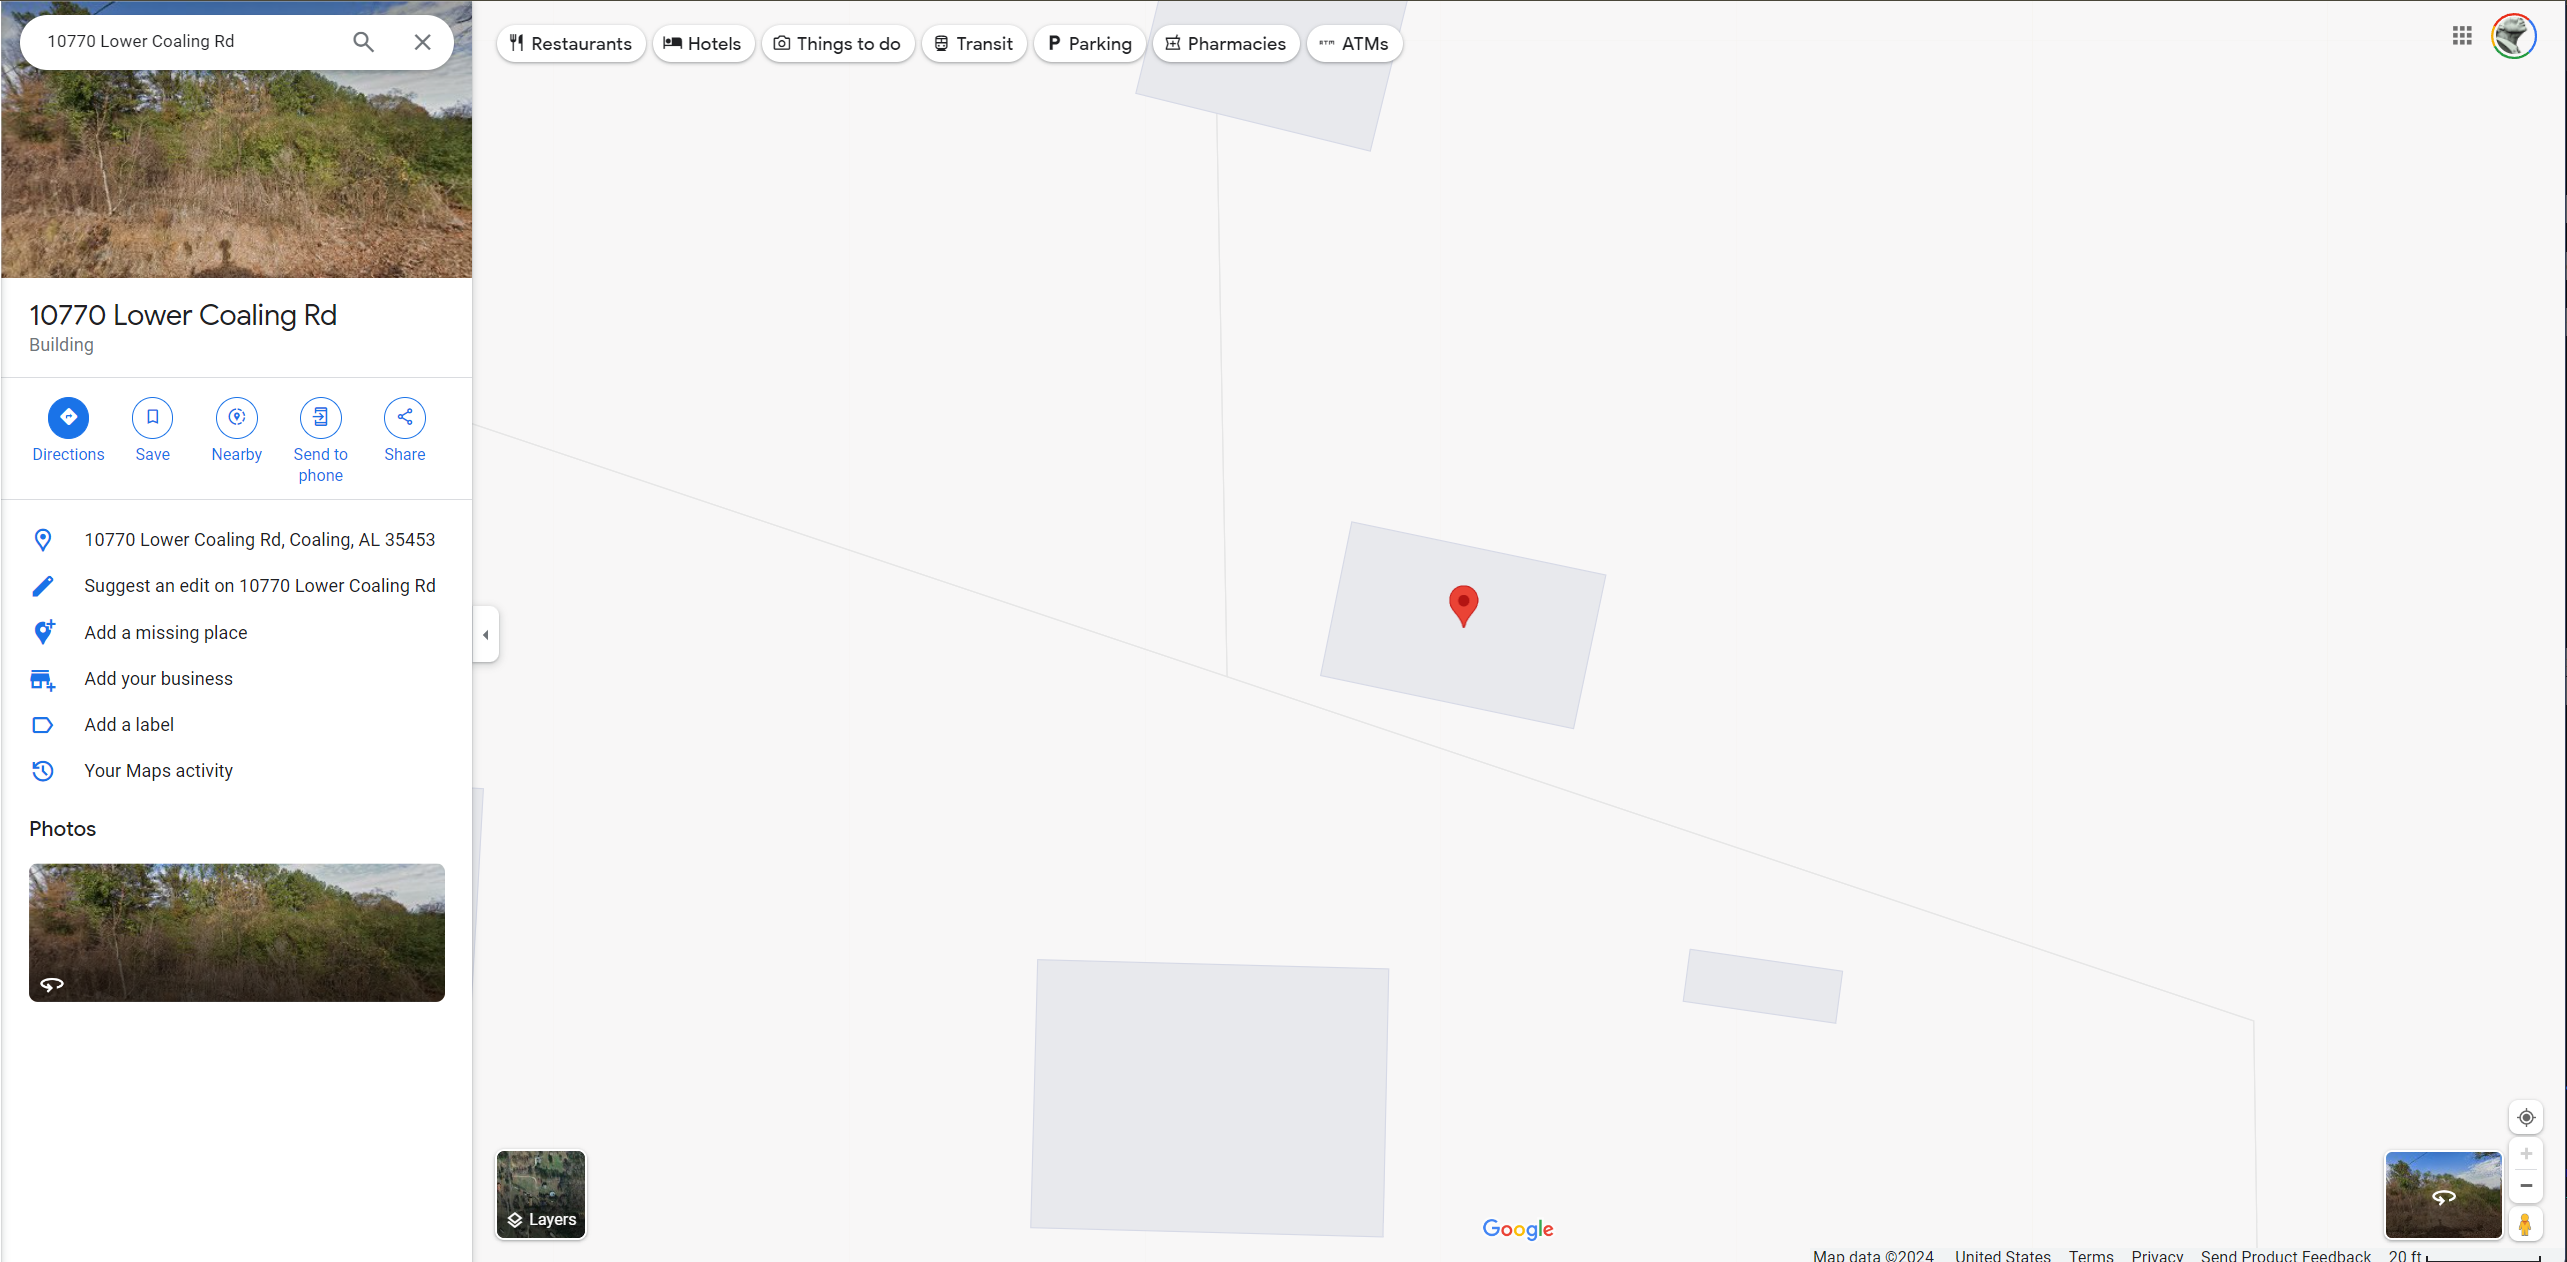 10770 Lower Coaling Rd
Restaurants
Hotels
Things to do
Transit
P Parking
Pharmacies
ATM ATMs
10770 Lower Coaling Rd
Building
Directions
Save
Nearby
Send to
phone
Share
10770 Lower Coaling Rd, Coaling, AL 35453
Suggest an edit on 10770 Lower Coaling Rd
Add a missing place
Add your business
Add a label
Your Maps activity
Photos
Layers
Google
Map data ©2024 United States Terms Privacy Send Product Feedback 20 ft